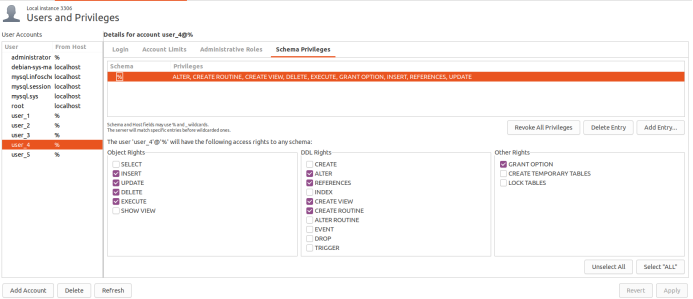 Local instance 3306
Users and Privileges
User Accounts
Details for account user_4@%
User From Host
administrator %
debian-sys-ma localhost
mysql.infosche localhost
mysql.session localhost
mysql.sys localhost
root localhost
user_1 %
user_2 %
user_3 %
user_4 %
user_5 %
Login Account Limits Administrative Roles Schema Privileges
Schema Privileges
% ALTER, CREATE ROUTINE, CREATE VIEW, DELETE, EXECUTE, GRANT OPTION, INSERT, REFERENCES, UPDATE
Schema and Host fields may use % and _ wildcards.
The server will match specific entries before wildcarded ones.
Revoke All Privileges Delete Entry Add Entry...
The user 'user_4'@'%' will have the following access rights to any schema:
Object Rights
SELECT
INSERT
UPDATE
DELETE
EXECUTE
SHOW VIEW
DDL Rights
CREATE
ALTER
REFERENCES
INDEX
CREATE VIEW
CREATE ROUTINE
ALTER ROUTINE
EVENT
DROP
TRIGGER
Other Rights
GRANT OPTION
CREATE TEMPORARY TABLES
LOCK TABLES
Unselect All Select "ALL"
Add Account Delete Refresh
Revert Apply